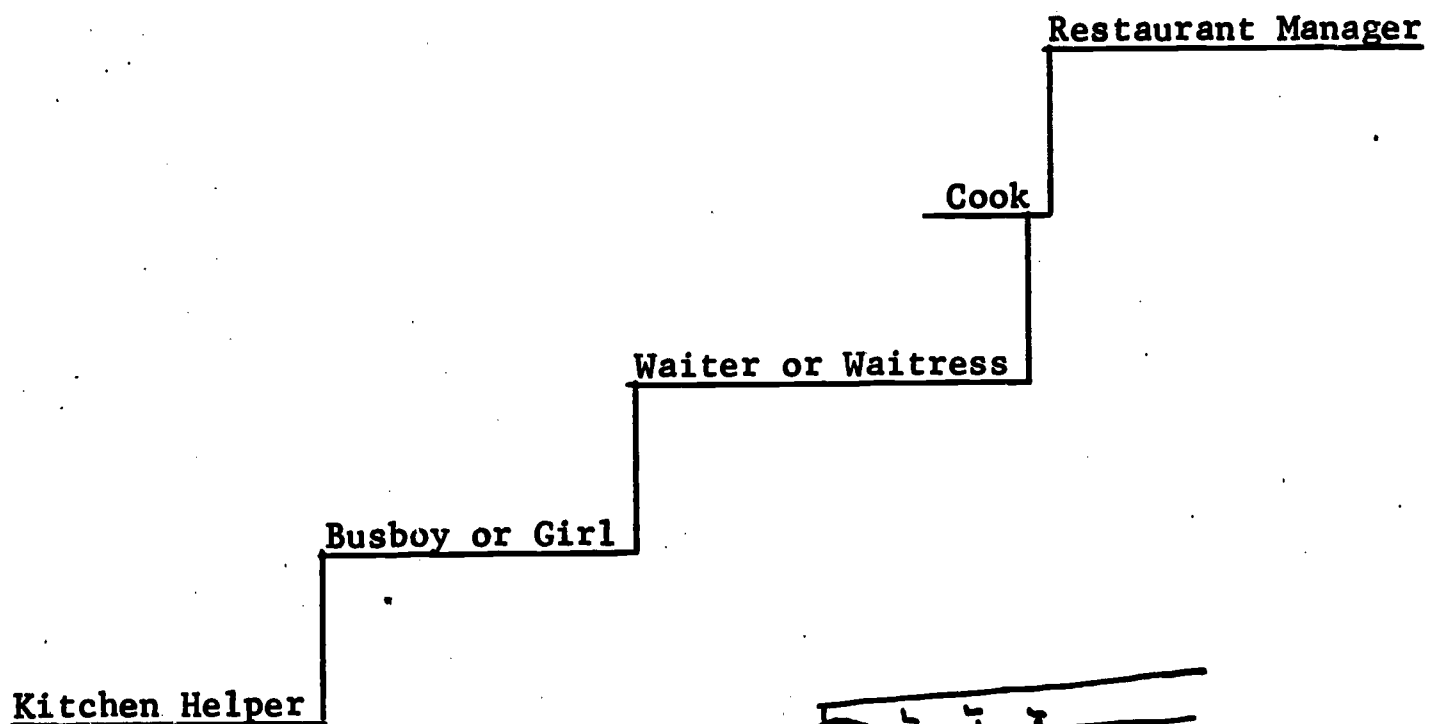 Restaurant Manager
Cook
Waiter or Waitress
Busboy or Girl
Kitchen Helper